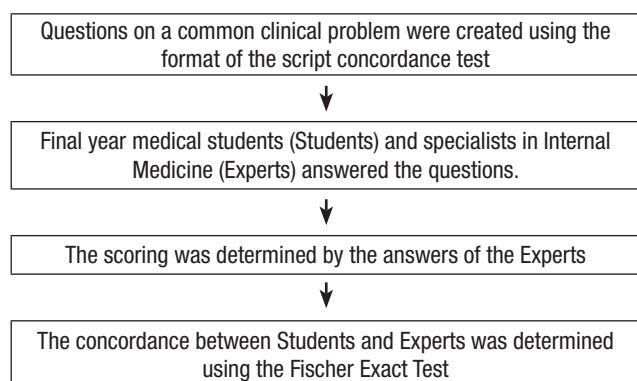 Questions on a common clinical problem were created using the
format of the script concordance test
Final year medical students (Students) and specialists in Internal
Medicine (Experts) answered the questions.
The scoring was determined by the answers of the Experts
The concordance between Students and Experts was determined
using the Fischer Exact Test